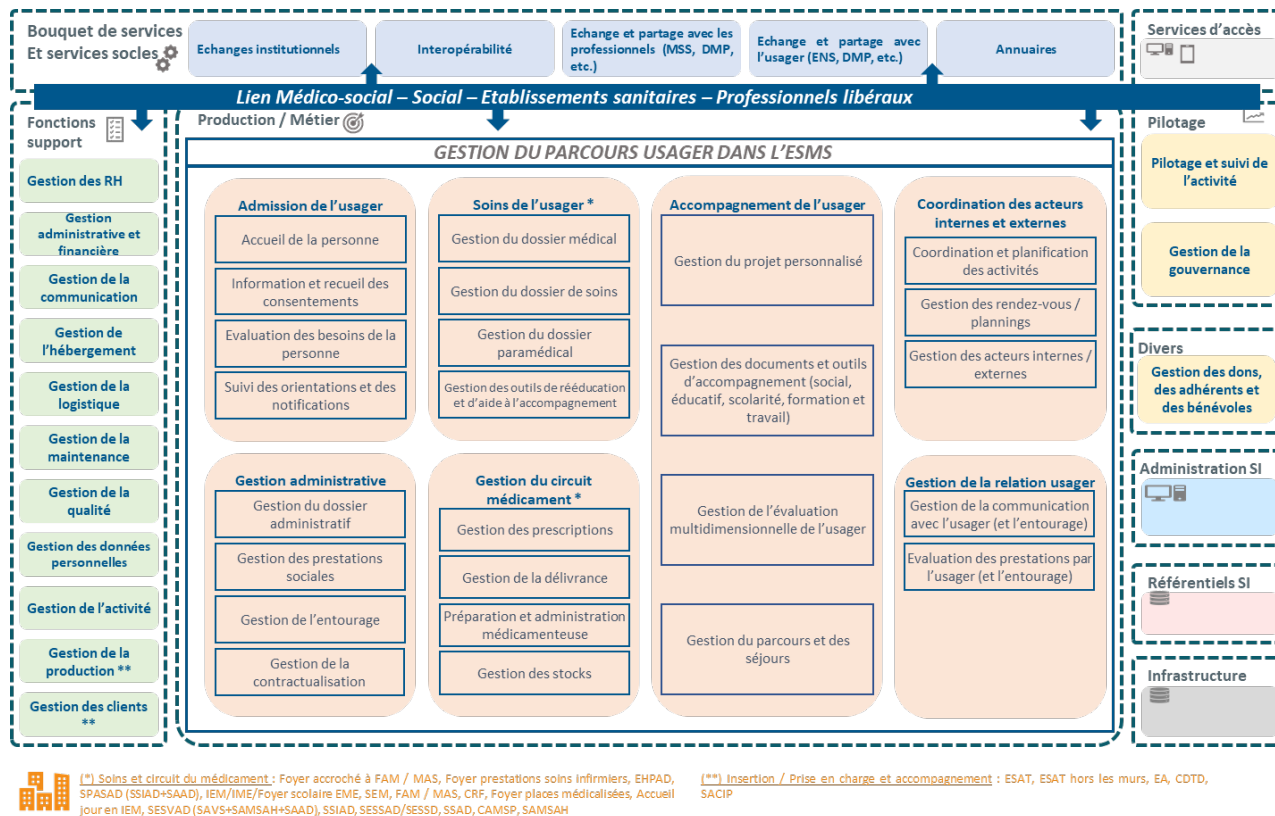 Bouquet de services
Et services socles
Echanges institutionnels
Interopérabilité
Echange et partage avec les
professionnels (MSS, DMP,
etc.)
Echange et partage avec
l'usager (ENS, DMP, etc.)
Annuaires
Services d'accès
Lien Médico-social – Social – Etablissements sanitaires – Professionnels libéraux
Fonctions
support
Gestion des RH
Gestion
administrative et
financière
Gestion de la
communication
Gestion de
l'hébergement
Gestion de la
logistique
Gestion de la
maintenance
Gestion de la
qualité
Gestion des données
personnelles
Gestion de l'activité
Gestion de la
production **
Gestion des clients
**
Production / Métier
GESTION DU PARCOURS USAGER DANS L'ESMS
Admission de l'usager
Accueil de la personne
Information et recueil des
consentements
Evaluation des besoins de la
personne
Suivi des orientations et des
notifications
Soins de l'usager *
Gestion du dossier médical
Gestion du dossier de soins
Gestion du dossier
paramédical
Gestion des outils de rééducation
et d'aide à l'accompagnement
Accompagnement de l'usager
Gestion du projet personnalisé
Gestion des documents et outils
d'accompagnement (social,
éducatif, scolarité, formation et
travail)
Gestion de l'évaluation
multidimensionnelle de l'usager
Gestion du parcours et des
séjours
Coordination des acteurs
internes et externes
Coordination et planification
des activités
Gestion des rendez-vous /
plannings
Gestion des acteurs internes /
externes
Gestion administrative
Gestion du dossier
administratif
Gestion des prestations
sociales
Gestion de l'entourage
Gestion de la
contractualisation
Gestion du circuit
médicament *
Gestion des prescriptions
Gestion de la délivrance
Préparation et administration
médicamenteuse
Gestion des stocks
Gestion de la relation usager
Gestion de la communication
avec l'usager (et l'entourage)
Evaluation des prestations par
l'usager (et l'entourage)
Pilotage
Pilotage et suivi de
l'activité
Gestion de la
gouvernance
Divers
Gestion des dons,
des adhérents et
des bénévoles
Administration SI
Référentiels SI
Infrastructure
(*) Soins et circuit du médicament : Foyer accroché à FAM / MAS, Foyer prestations soins infirmiers, EHPAD,
SPASAD (SSIAD+SAAD), IEM/IME/Foyer scolaire EME, SEM, FAM / MAS, CRF, Foyer places médicalisées, Accueil
jour en IEM, SESVAD (SAVS+SAMSAH+SAAD), SSIAD, SESSAD/SESSD, SSAD, CAMSP, SAMSAH
(**) Insertion / Prise en charge et accompagnement : ESAT, ESAT hors les murs, EA, CDTD,
SACIP